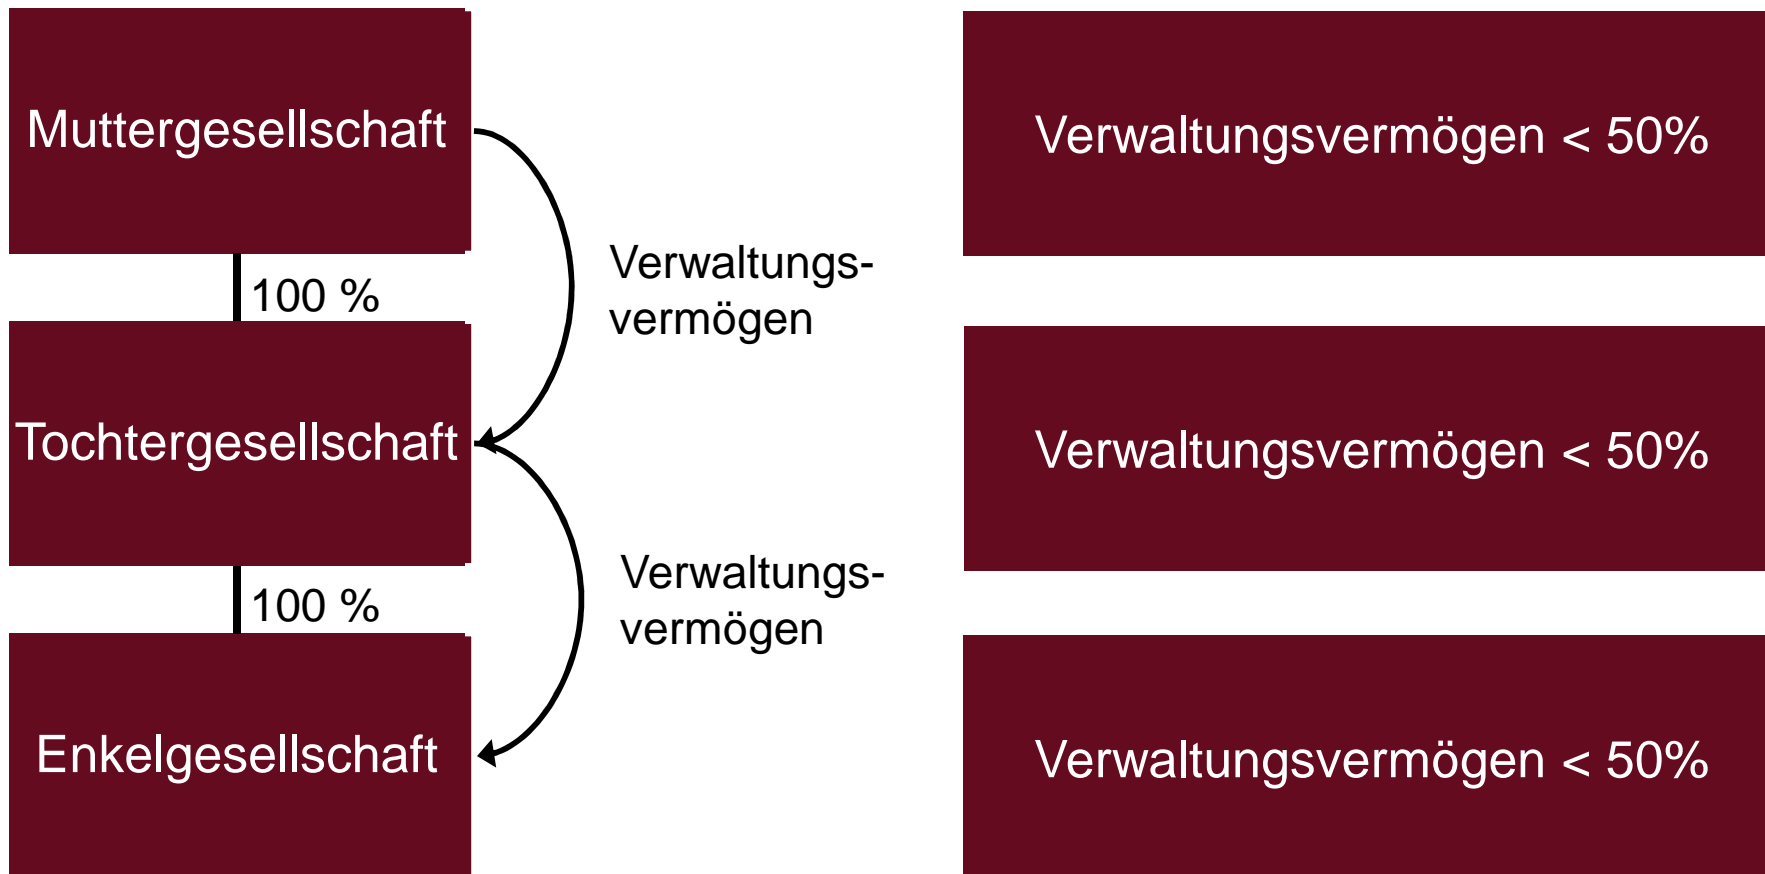 Muttergesellschaft
Verwaltungsvermögen < 50%
Verwaltungs-
vermögen
100 %
Tochtergesellschaft
Verwaltungsvermögen < 50%
Verwaltungs-
vermögen
100 %
Enkelgesellschaft
Verwaltungsvermögen < 50%